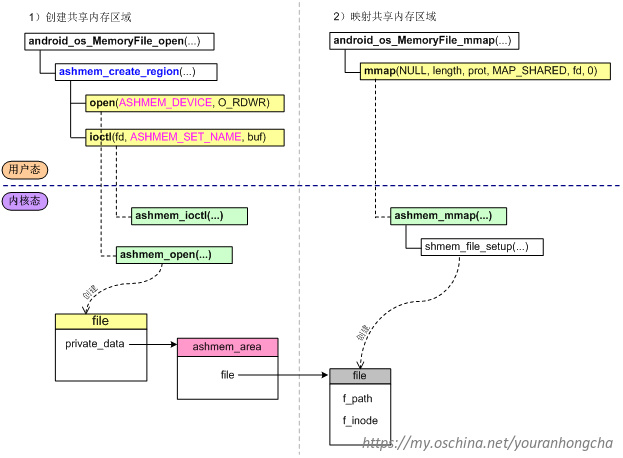 1）创建共享内存区域
android_os_MemoryFile_open(...)
ashmem_create_region(...)
open(ASHMEM_DEVICE, O_RDWR)
ioctl(fd, ASHMEM_SET_NAME, buf)
2）映射共享内存区域
android_os_MemoryFile_mmap(...)
mmap(NULL, length, prot, MAP_SHARED, fd, 0)
用户态
内核态
ashmem_ioctl(...)
ashmem_open(...)
ashmem_mmap(...)
shmem_file_setup(...)
创建
file
private_data
ashmem_area
file
创建
file
f_path
f_inode
https://my.oschina.net/youranhongcha